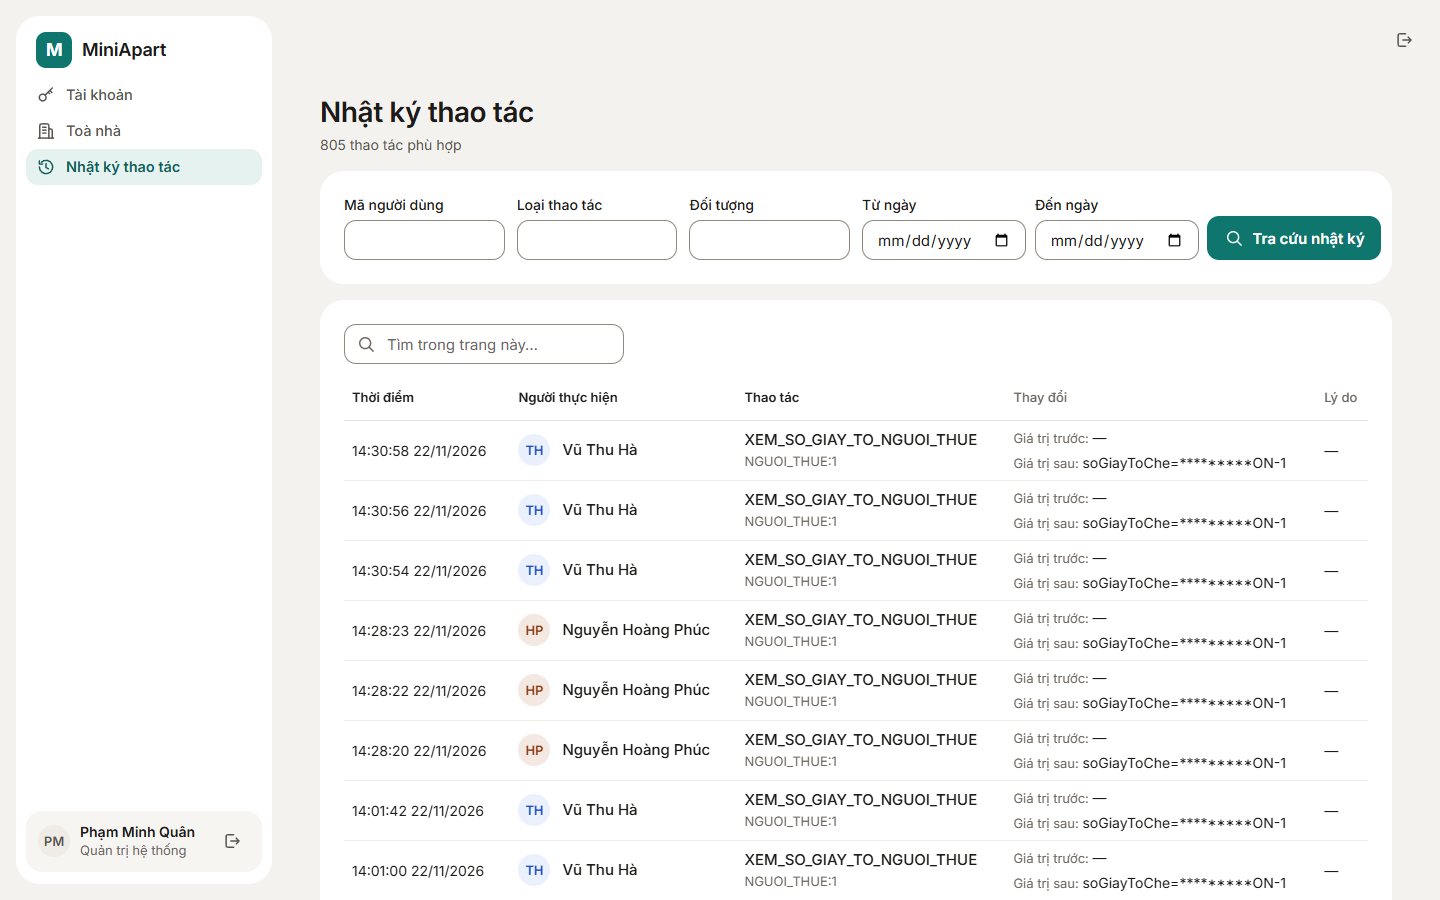 M MiniApart
Tài khoản
Toà nhà
Nhật ký thao tác
Nhật ký thao tác
805 thao tác phù hợp
Mã người dùng Loại thao tác Đối tượng Từ ngày Đến ngày
mm/dd/yyyy mm/dd/yyyy Tra cứu nhật ký
Tìm trong trang này...
Thời điểm Người thực hiện Thao tác Thay đổi Lý do
14:30:58 22/11/2026 TH Vũ Thu Hà XEM_SO_GIAY_TO_NGUOI_THUE Giá trị trước: — —
NGUOI_THUE:1 Giá trị sau: soGiayToChe=*********ON-1
14:30:56 22/11/2026 TH Vũ Thu Hà XEM_SO_GIAY_TO_NGUOI_THUE Giá trị trước: — —
NGUOI_THUE:1 Giá trị sau: soGiayToChe=*********ON-1
14:30:54 22/11/2026 TH Vũ Thu Hà XEM_SO_GIAY_TO_NGUOI_THUE Giá trị trước: — —
NGUOI_THUE:1 Giá trị sau: soGiayToChe=*********ON-1
14:28:23 22/11/2026 HP Nguyễn Hoàng Phúc XEM_SO_GIAY_TO_NGUOI_THUE Giá trị trước: — —
NGUOI_THUE:1 Giá trị sau: soGiayToChe=*********ON-1
14:28:22 22/11/2026 HP Nguyễn Hoàng Phúc XEM_SO_GIAY_TO_NGUOI_THUE Giá trị trước: — —
NGUOI_THUE:1 Giá trị sau: soGiayToChe=*********ON-1
14:28:20 22/11/2026 HP Nguyễn Hoàng Phúc XEM_SO_GIAY_TO_NGUOI_THUE Giá trị trước: — —
NGUOI_THUE:1 Giá trị sau: soGiayToChe=*********ON-1
14:01:42 22/11/2026 TH Vũ Thu Hà XEM_SO_GIAY_TO_NGUOI_THUE Giá trị trước: — —
NGUOI_THUE:1 Giá trị sau: soGiayToChe=*********ON-1
14:01:00 22/11/2026 TH Vũ Thu Hà XEM_SO_GIAY_TO_NGUOI_THUE Giá trị trước: — —
NGUOI_THUE:1 Giá trị sau: soGiayToChe=*********ON-1
PM Phạm Minh Quân
Quản trị hệ thống